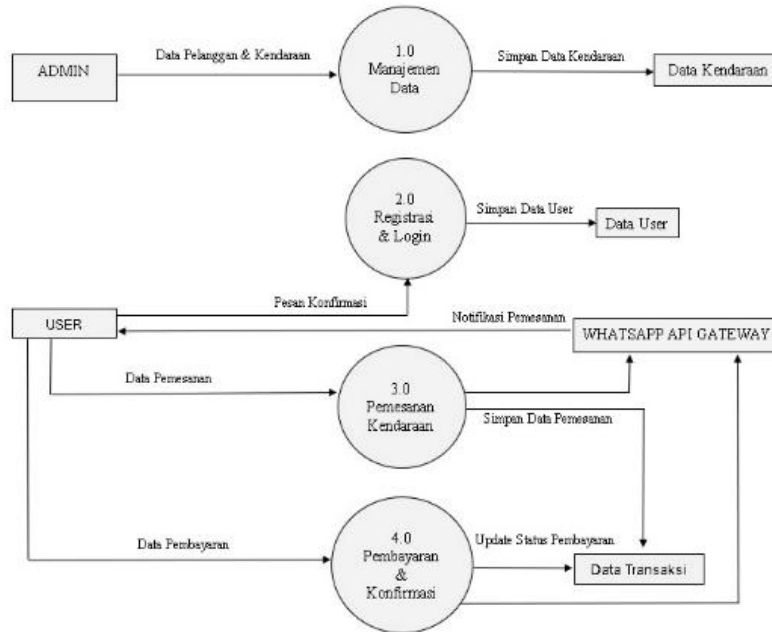 ADMIN
Data Pelanggan & Kendaraan
1.0
Manajemen
Data
Simpan Data Kendaraan
Data Kendaraan
2.0
Registrasi
& Login
Simpan Data User
Data User
Pesan Konfirmasi
USER
Notifikasi Pemesanan
WHATSAPP API GATEWAY
Data Pemesanan
3.0
Pemesanan
Kendaraan
Simpan Data Pemesanan
Data Pembayaran
4.0
Pembayaran
&
Konfirmasi
Update Status Pembayaran
Data Transaksi